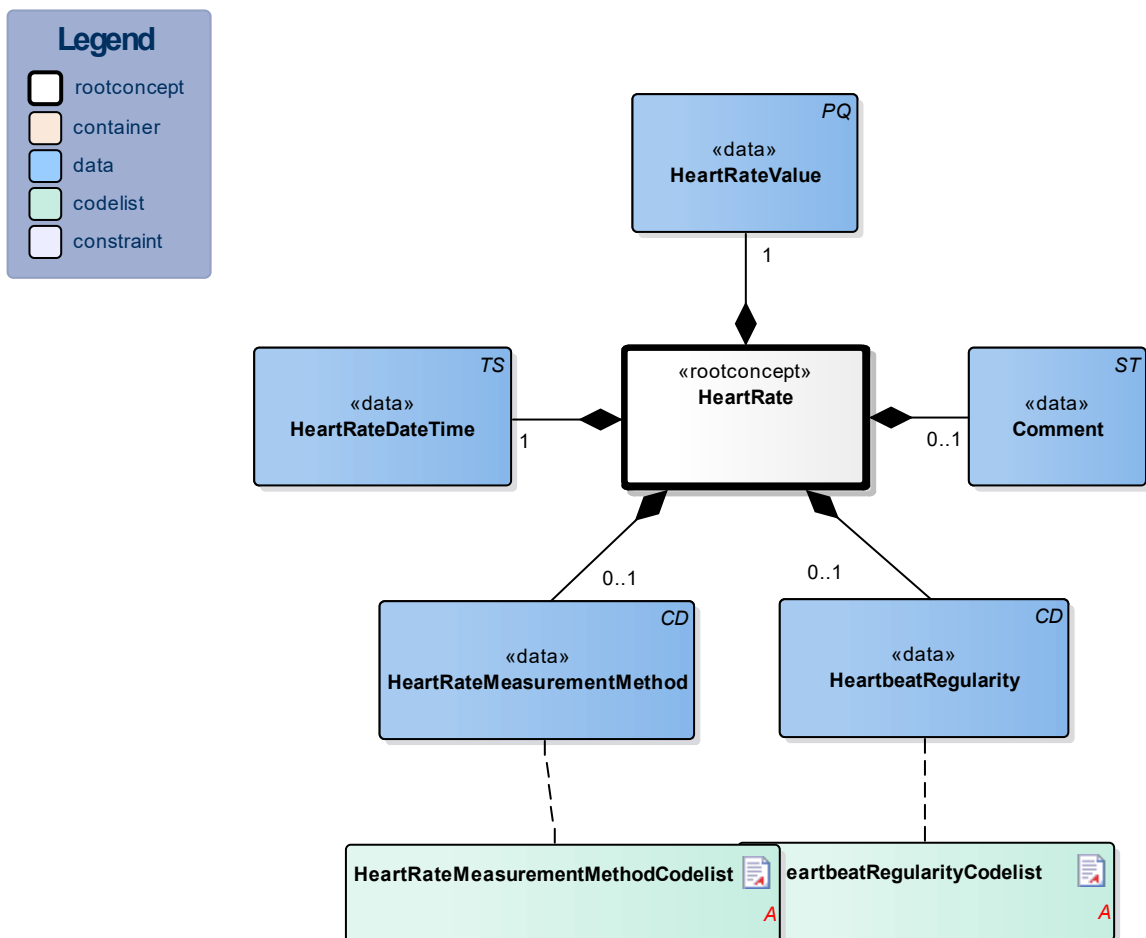 Legend
rootconcept
container
data
codelist
constraint
PQ
«data»
HeartRateValue
1
TS
«data»
HeartRateDateTime
1
«rootconcept»
HeartRate
ST
«data»
Comment
0..1
0..1
0..1
CD
«data»
HeartRateMeasurementMethod
CD
«data»
HeartbeatRegularity
HeartRateMeasurementMethodCodelist
A
eartbeatRegularityCodelist
A